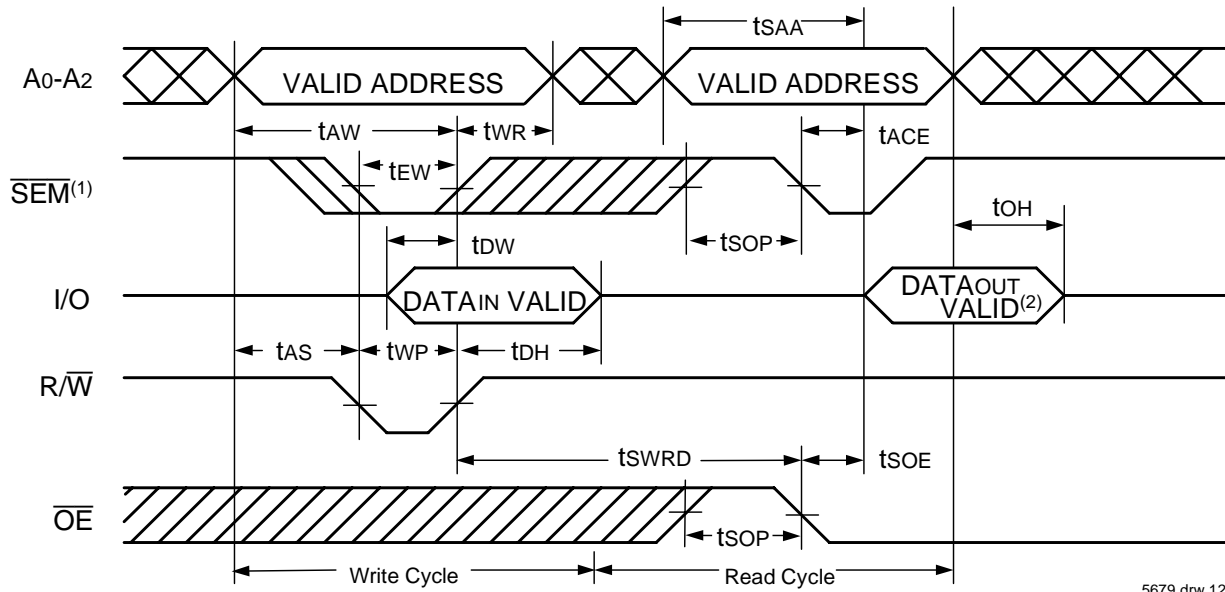 tSAA
A0-A2 VALID ADDRESS VALID ADDRESS
tAW tWR tACE
tEW
SEM(1)
tSOP tOH
tDW
I/O DATAIN VALID DATAOUT
VALID(2)
tAS tWP tDH
R/W
tSWRD tSOE
OE
tSOP
Write Cycle Read Cycle
5679 drw 12